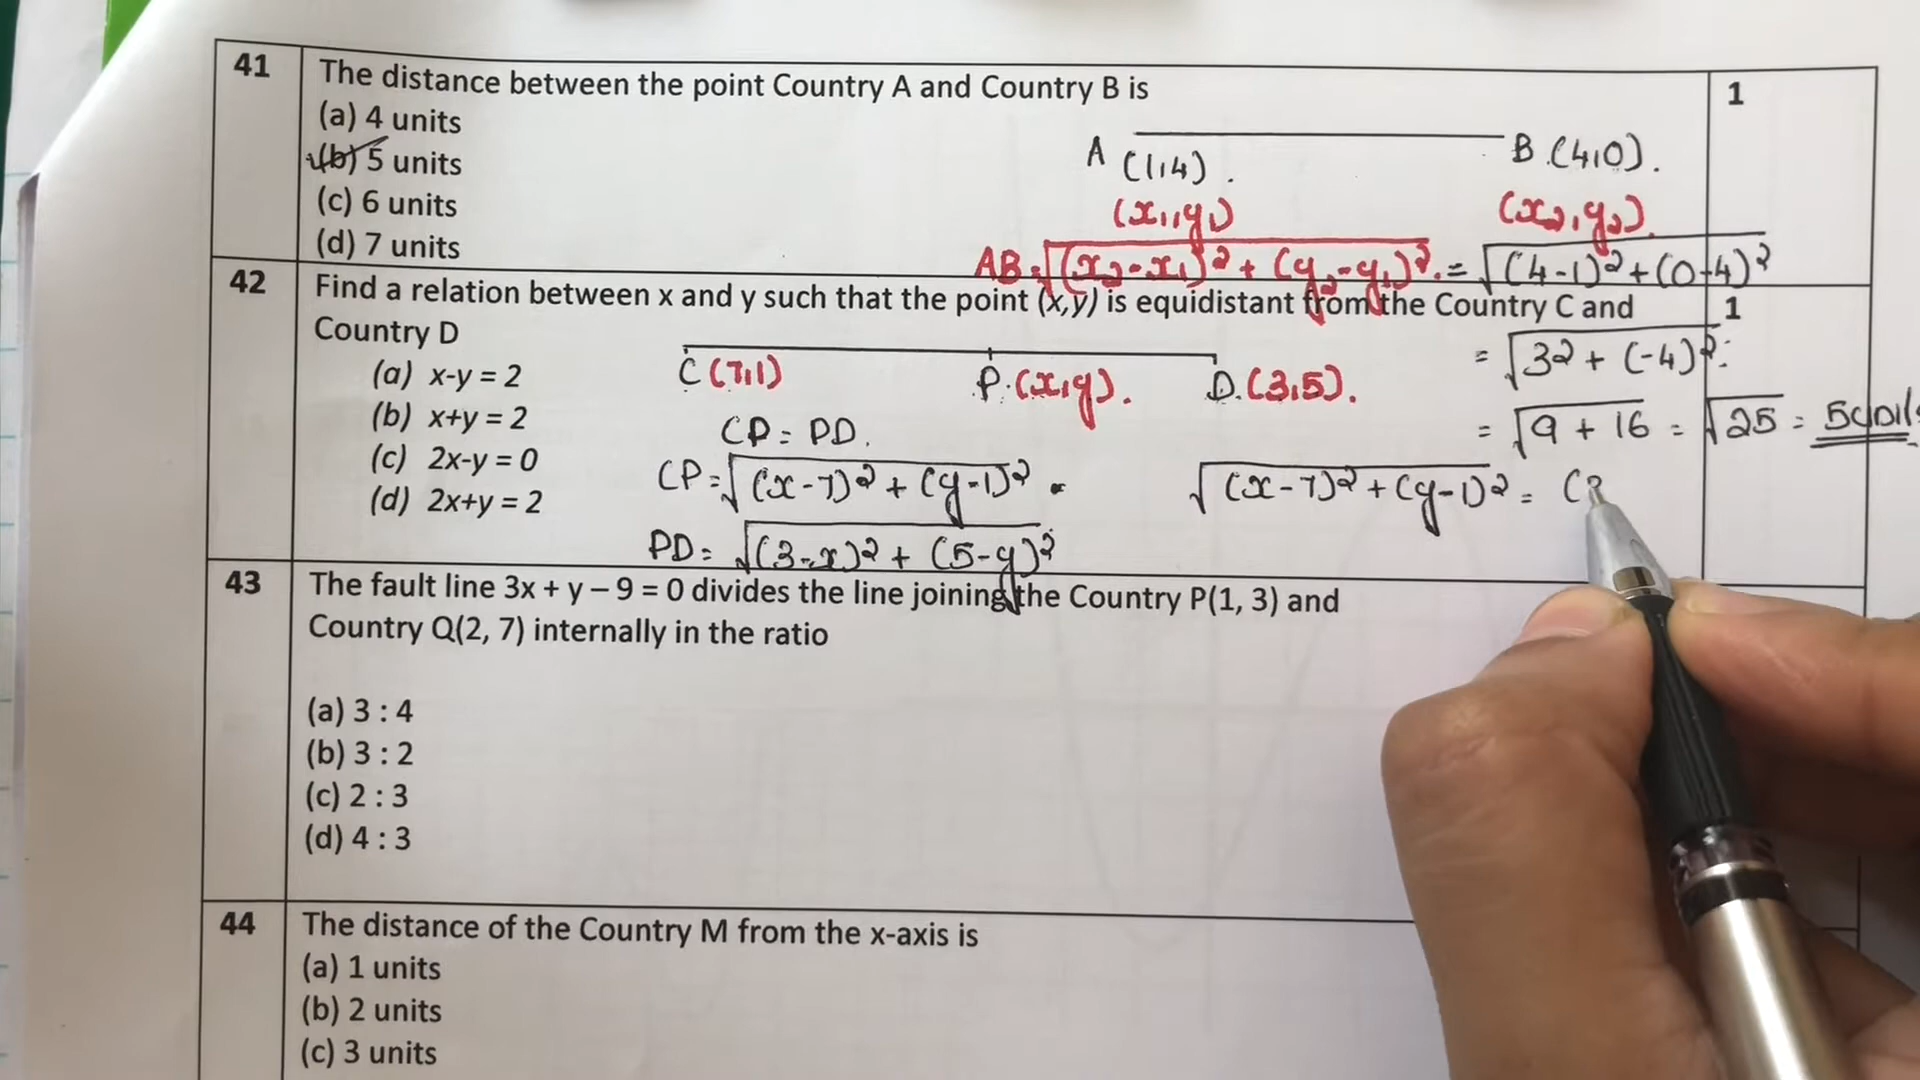 41
The distance between the point Country A and Country B is
1
(a) 4 units
(b) 5 units
(c) 6 units
(d) 7 units
A (1,4).
B.(4,0).
(x₁,y₁)
(x₂,y₂).
AB=√(x₂-x₁)²+(y₂-y₁)².=√(4-1)²+(0-4)²
42
Find a relation between x and y such that the point (x,y) is equidistant from the Country C and
1
Country D
(a) x-y = 2
(b) x+y = 2
(c) 2x-y = 0
(d) 2x+y = 2
C (7,1)
P.(x,y).
D.(3,5).
= √3²+(-4)²
= √9+16 = √25 = 5
CP = PD.
CP=√(x-7)²+(y-1)²
√(x-7)²+(y-1)² = (3
PD= √(3-x)²+(5-y)²
43
The fault line 3x + y – 9 = 0 divides the line joining the Country P(1, 3) and
Country Q(2, 7) internally in the ratio
(a) 3 : 4
(b) 3 : 2
(c) 2 : 3
(d) 4 : 3
44
The distance of the Country M from the x-axis is
(a) 1 units
(b) 2 units
(c) 3 units